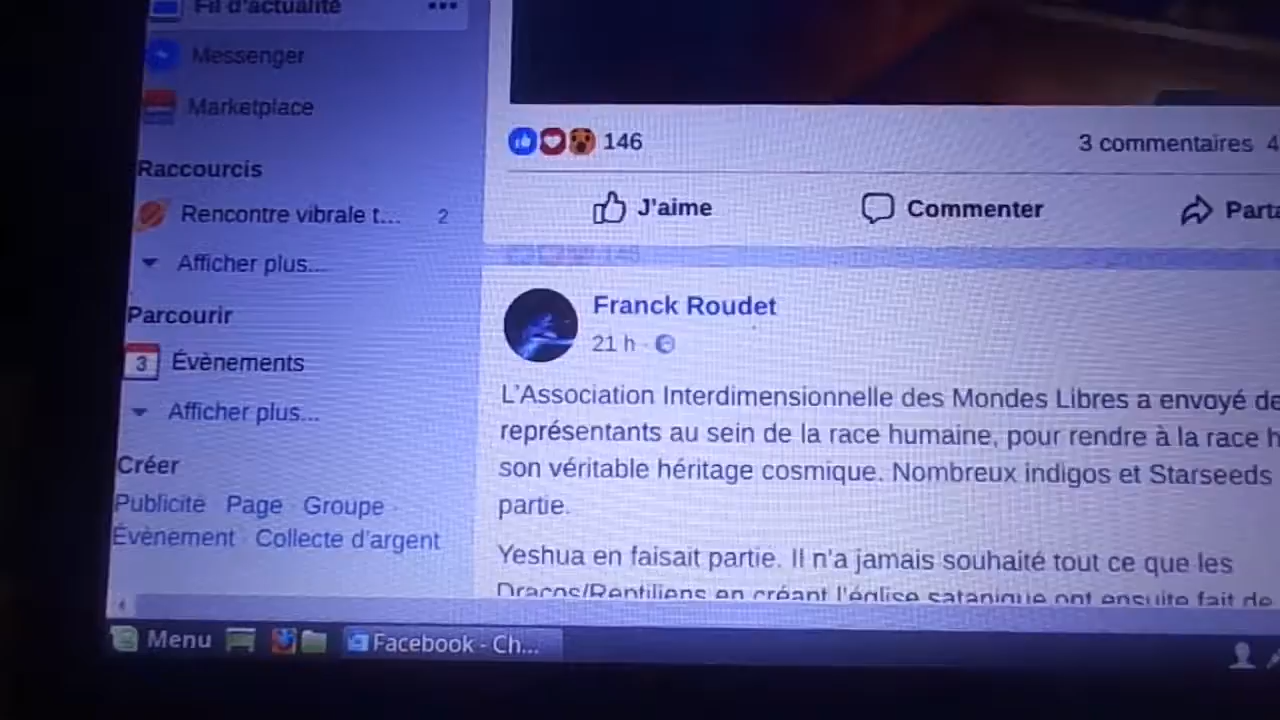 Fil d'actualité
Messenger
Marketplace
Raccourcis
Rencontre vibrale t... 2
Afficher plus...
Parcourir
3 Évènements
Afficher plus...
Créer
Publicité · Page · Groupe ·
Évènement · Collecte d'argent
146
3 commentaires 4
J'aime Commenter
Franck Roudet
21 h ·
L'Association Interdimensionnelle des Mondes Libres a envoyé
représentants au sein de la race humaine, pour rendre à la race
son véritable héritage cosmique. Nombreux indigos et Starseeds
partie.
Yeshua en faisait partie. Il n'a jamais souhaité tout ce que les
Dracos/Reptiliens en créant l'église satanique ont ensuite fait de
Menu Facebook - Ch...